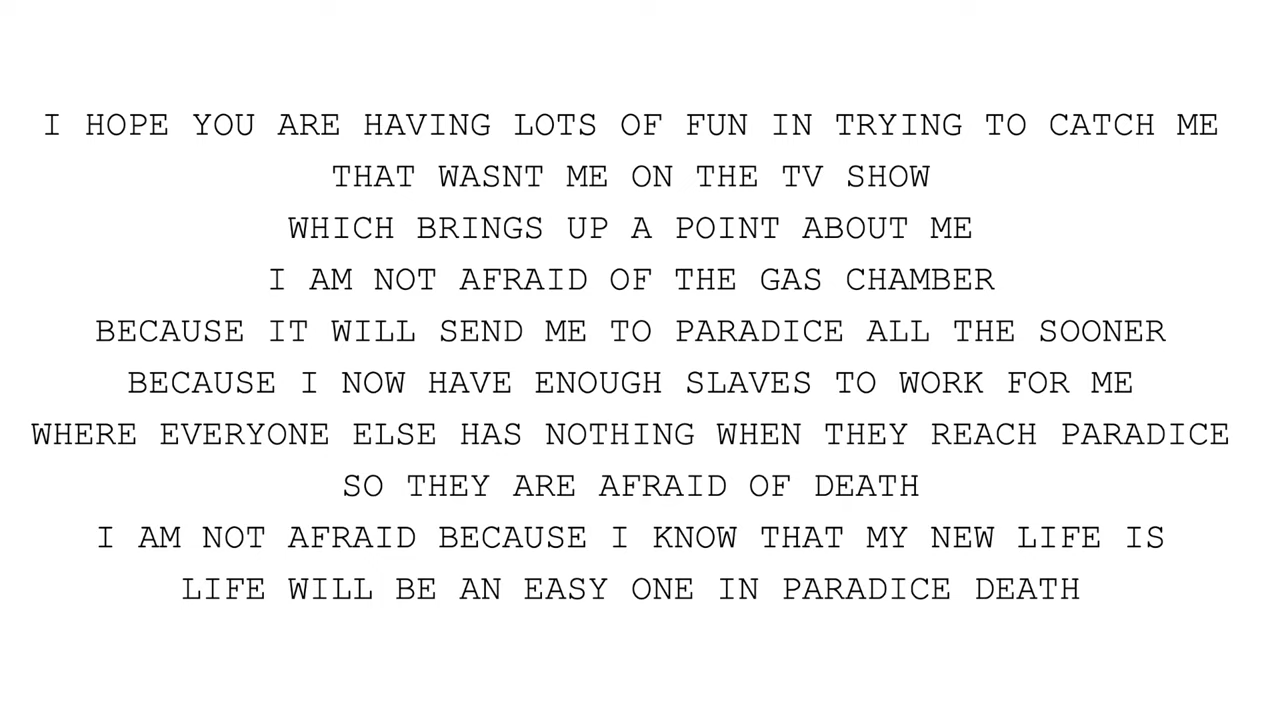 I HOPE YOU ARE HAVING LOTS OF FUN IN TRYING TO CATCH ME
THAT WASNT ME ON THE TV SHOW
WHICH BRINGS UP A POINT ABOUT ME
I AM NOT AFRAID OF THE GAS CHAMBER
BECAUSE IT WILL SEND ME TO PARADICE ALL THE SOONER
BECAUSE I NOW HAVE ENOUGH SLAVES TO WORK FOR ME
WHERE EVERYONE ELSE HAS NOTHING WHEN THEY REACH PARADICE
SO THEY ARE AFRAID OF DEATH
I AM NOT AFRAID BECAUSE I KNOW THAT MY NEW LIFE IS
LIFE WILL BE AN EASY ONE IN PARADICE DEATH